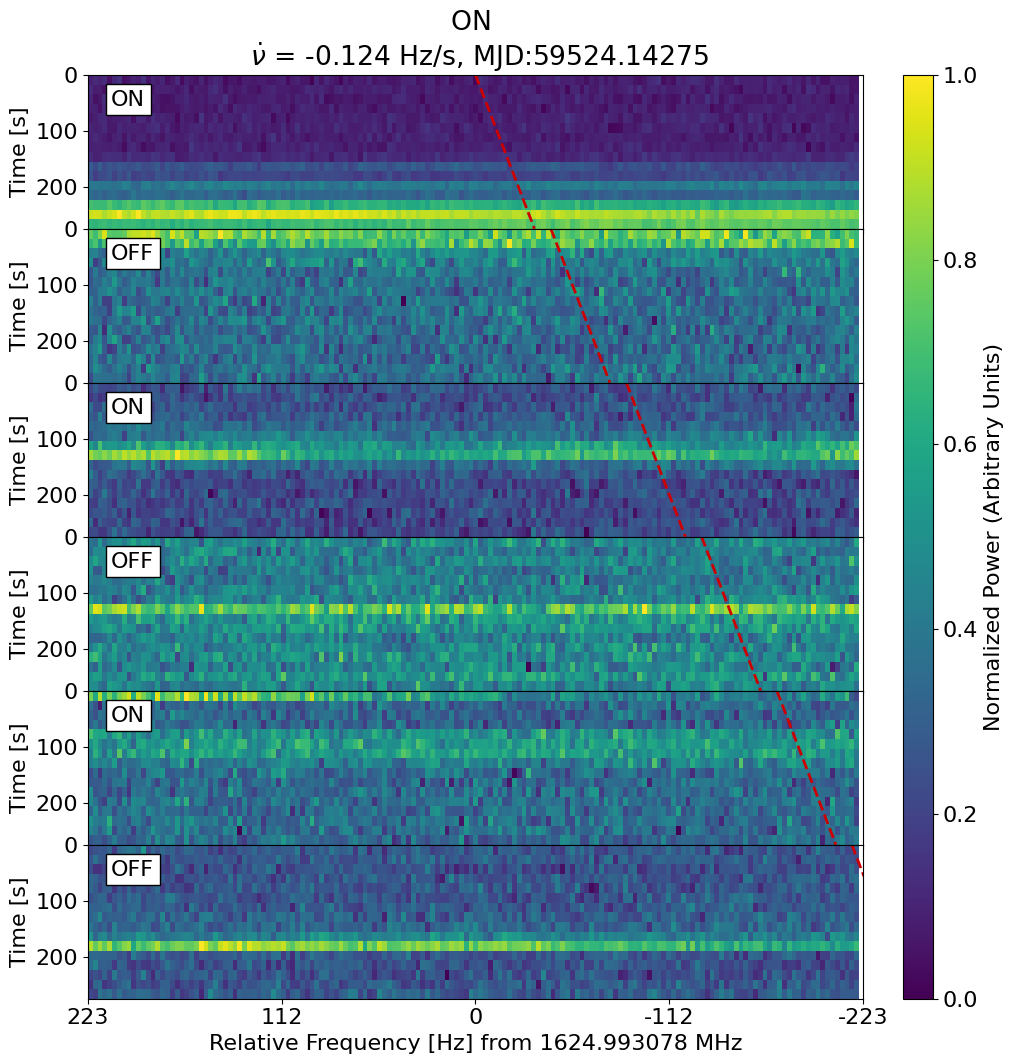 ON
ν̇ = -0.124 Hz/s, MJD:59524.14275
0
ON
100
200
Time [s]
0
OFF
100
200
Time [s]
0
ON
100
200
Time [s]
0
OFF
100
200
Time [s]
0
ON
100
200
Time [s]
0
OFF
100
200
Time [s]
223 112 0 -112 -223
Relative Frequency [Hz] from 1624.993078 MHz
1.0
0.8
0.6
0.4
0.2
0.0
Normalized Power (Arbitrary Units)